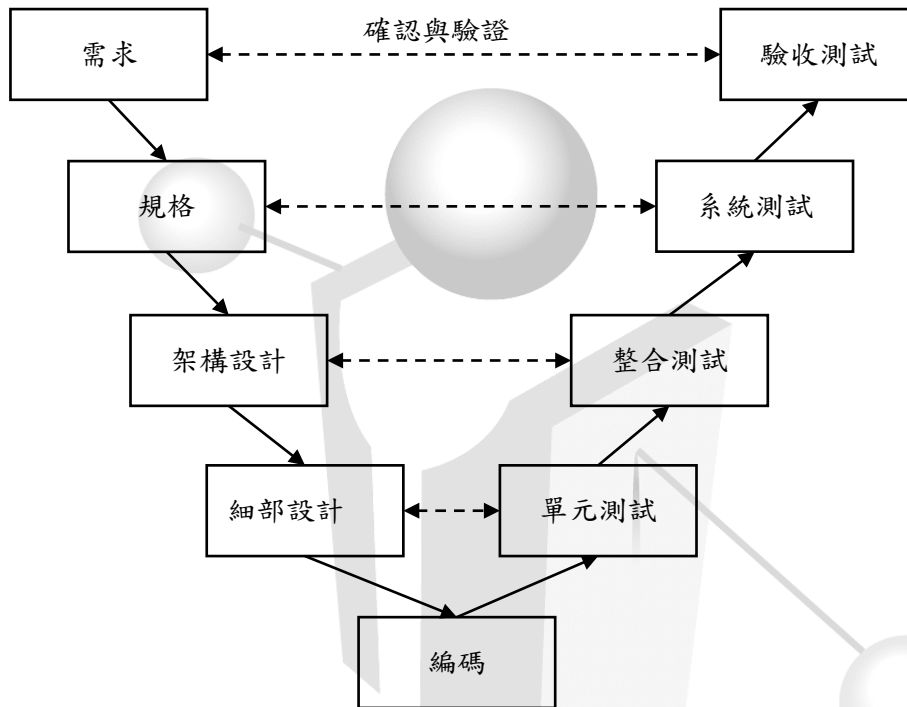 確認與驗證
需求
驗收測試
規格
系統測試
架構設計
整合測試
細部設計
單元測試
編碼